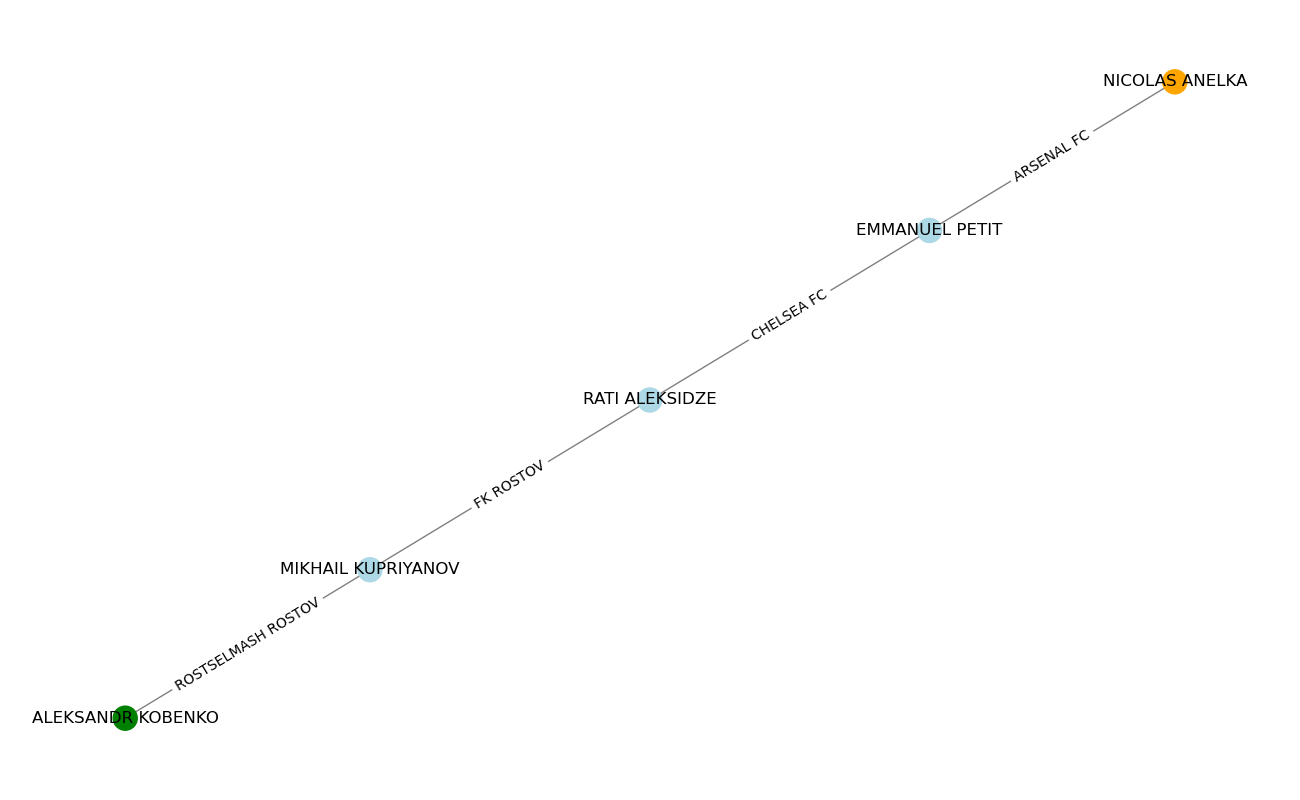 NICOLAS ANELKA
ARSENAL FC
EMMANUEL PETIT
CHELSEA FC
RATI ALEKSIDZE
FK ROSTOV
MIKHAIL KUPRIYANOV
ROSTSELMASH ROSTOV
ALEKSANDR KOBENKO